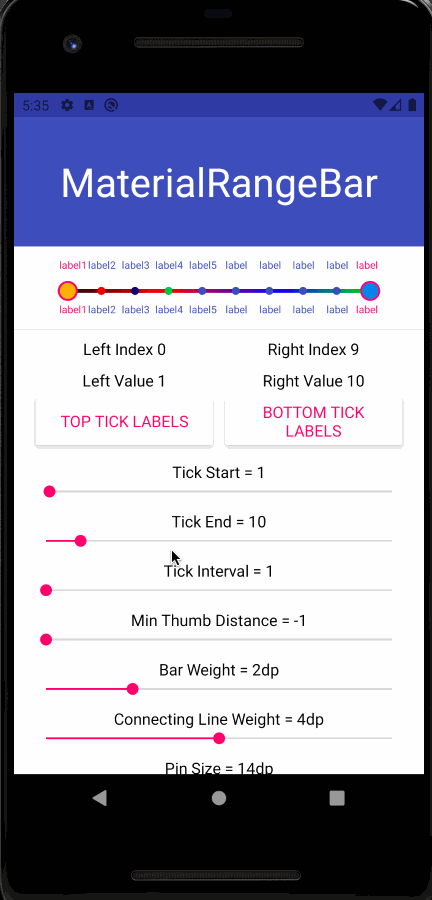 5:35
MaterialRangeBar
label1 label2 label3 label4 label5 label label label label label
label1 label2 label3 label4 label5 label label label label label
Left Index 0 Right Index 9
Left Value 1 Right Value 10
TOP TICK LABELS
BOTTOM TICK
LABELS
Tick Start = 1
Tick End = 10
Tick Interval = 1
Min Thumb Distance = -1
Bar Weight = 2dp
Connecting Line Weight = 4dp
Pin Size = 14dp